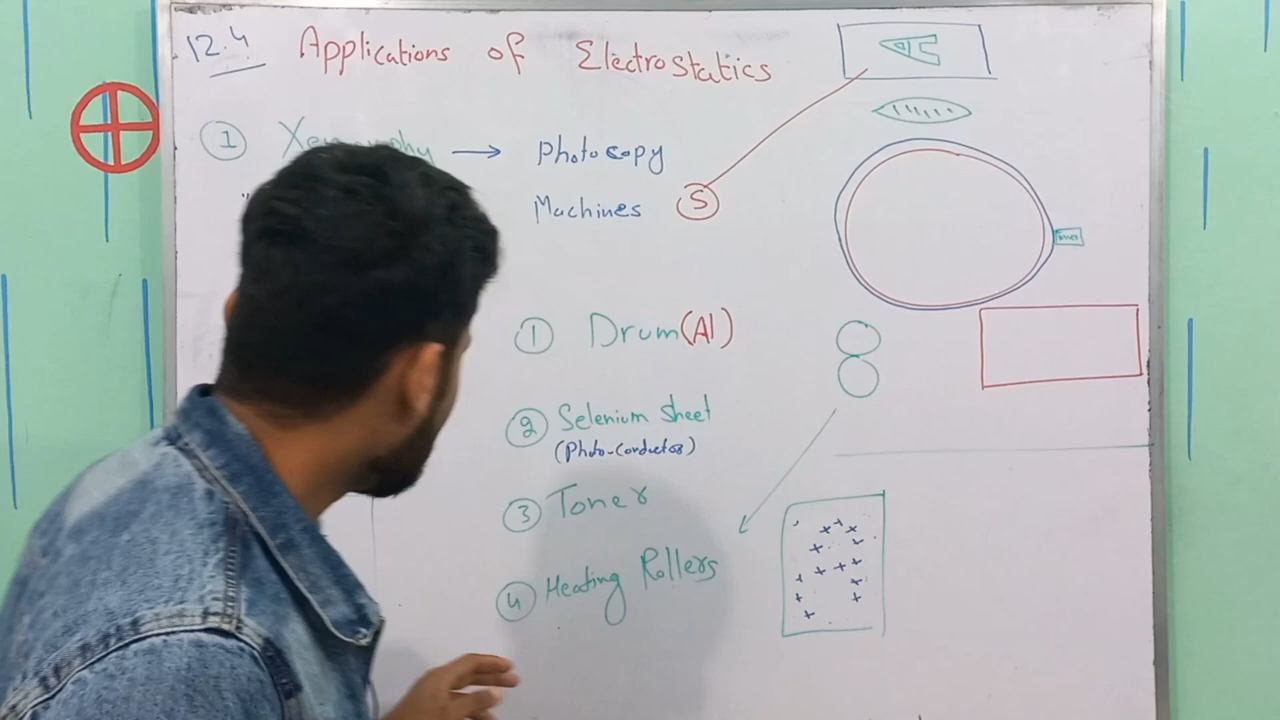 12.4 Applications of Electrostatics
① → Photocopy
Machines Ⓢ
① Drum (Al)
② Selenium Sheet
(Photo-Conductor)
③ Toner
④ Heating Rollers
Toner